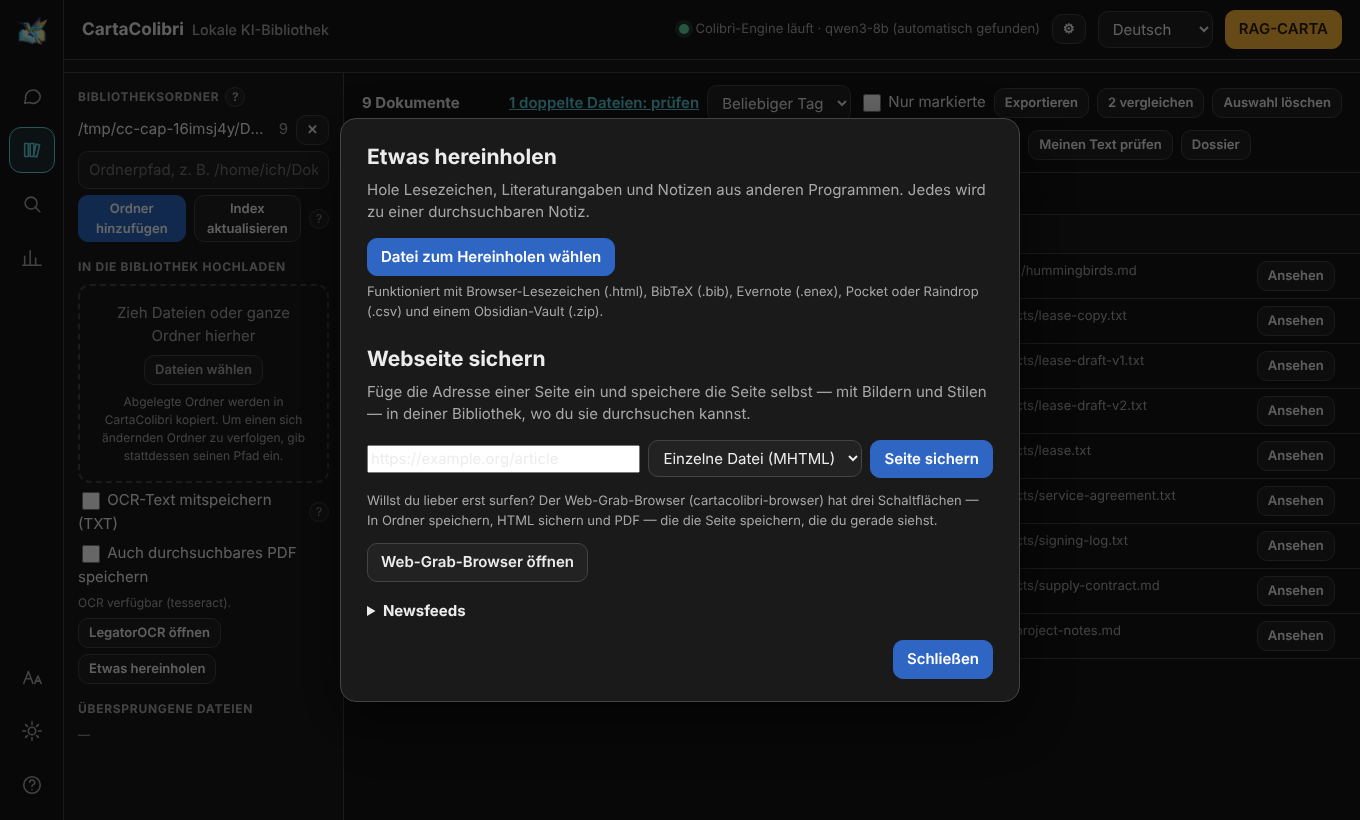 CartaColibri Lokale KI-Bibliothek
Colibrì-Engine läuft · qwen3-8b (automatisch gefunden)
Deutsch
RAG-CARTA
BIBLIOTHEKSORDNER ?
/tmp/cc-cap-16imsj4y/D... 9 ✕
Ordnerpfad, z. B. /home/ich/Dok
Ordner
hinzufügen
Index
aktualisieren
?
IN DIE BIBLIOTHEK HOCHLADEN
Zieh Dateien oder ganze
Ordner hierher
Dateien wählen
Abgelegte Ordner werden in
CartaColibri kopiert. Um einen sich
ändernden Ordner zu verfolgen, gib
stattdessen seinen Pfad ein.
OCR-Text mitspeichern
(TXT)
?
Auch durchsuchbares PDF
speichern
OCR verfügbar (tesseract).
LegatorOCR öffnen
Etwas hereinholen
ÜBERSPRUNGENE DATEIEN
—
9 Dokumente
1 doppelte Dateien: prüfen
Beliebiger Tag
Nur markierte
Exportieren
2 vergleichen
Auswahl löschen
Meinen Text prüfen
Dossier
Etwas hereinholen
Hole Lesezeichen, Literaturangaben und Notizen aus anderen Programmen. Jedes wird
zu einer durchsuchbaren Notiz.
Datei zum Hereinholen wählen
Funktioniert mit Browser-Lesezeichen (.html), BibTeX (.bib), Evernote (.enex), Pocket oder Raindrop
(.csv) und einem Obsidian-Vault (.zip).
Webseite sichern
Füge die Adresse einer Seite ein und speichere die Seite selbst — mit Bildern und Stilen
— in deiner Bibliothek, wo du sie durchsuchen kannst.
https://example.org/article
Einzelne Datei (MHTML)
Seite sichern
Willst du lieber erst surfen? Der Web-Grab-Browser (cartacolibri-browser) hat drei Schaltflächen —
In Ordner speichern, HTML sichern und PDF — die die Seite speichern, die du gerade siehst.
Web-Grab-Browser öffnen
Newsfeeds
Schließen
/hummingbirds.md Ansehen
cts/lease-copy.txt Ansehen
cts/lease-draft-v1.txt Ansehen
cts/lease-draft-v2.txt Ansehen
cts/lease.txt Ansehen
cts/service-agreement.txt Ansehen
cts/signing-log.txt Ansehen
cts/supply-contract.md Ansehen
project-notes.md Ansehen